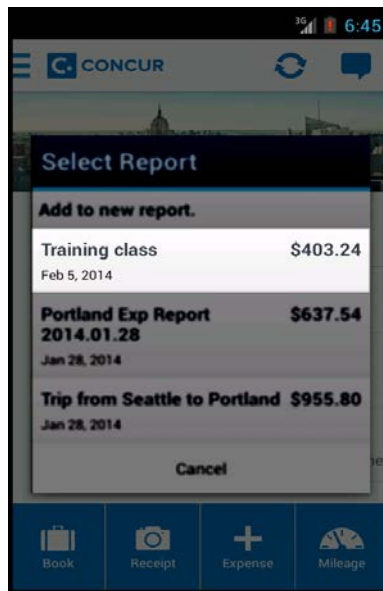 3G 6:45
C. CONCUR
Select Report
Add to new report.
Training class $403.24
Feb 5, 2014
Portland Exp Report $637.54
2014.01.28
Jan 28, 2014
Trip from Seattle to Portland $955.80
Jan 28, 2014
Cancel
Book Receipt Expense Mileage